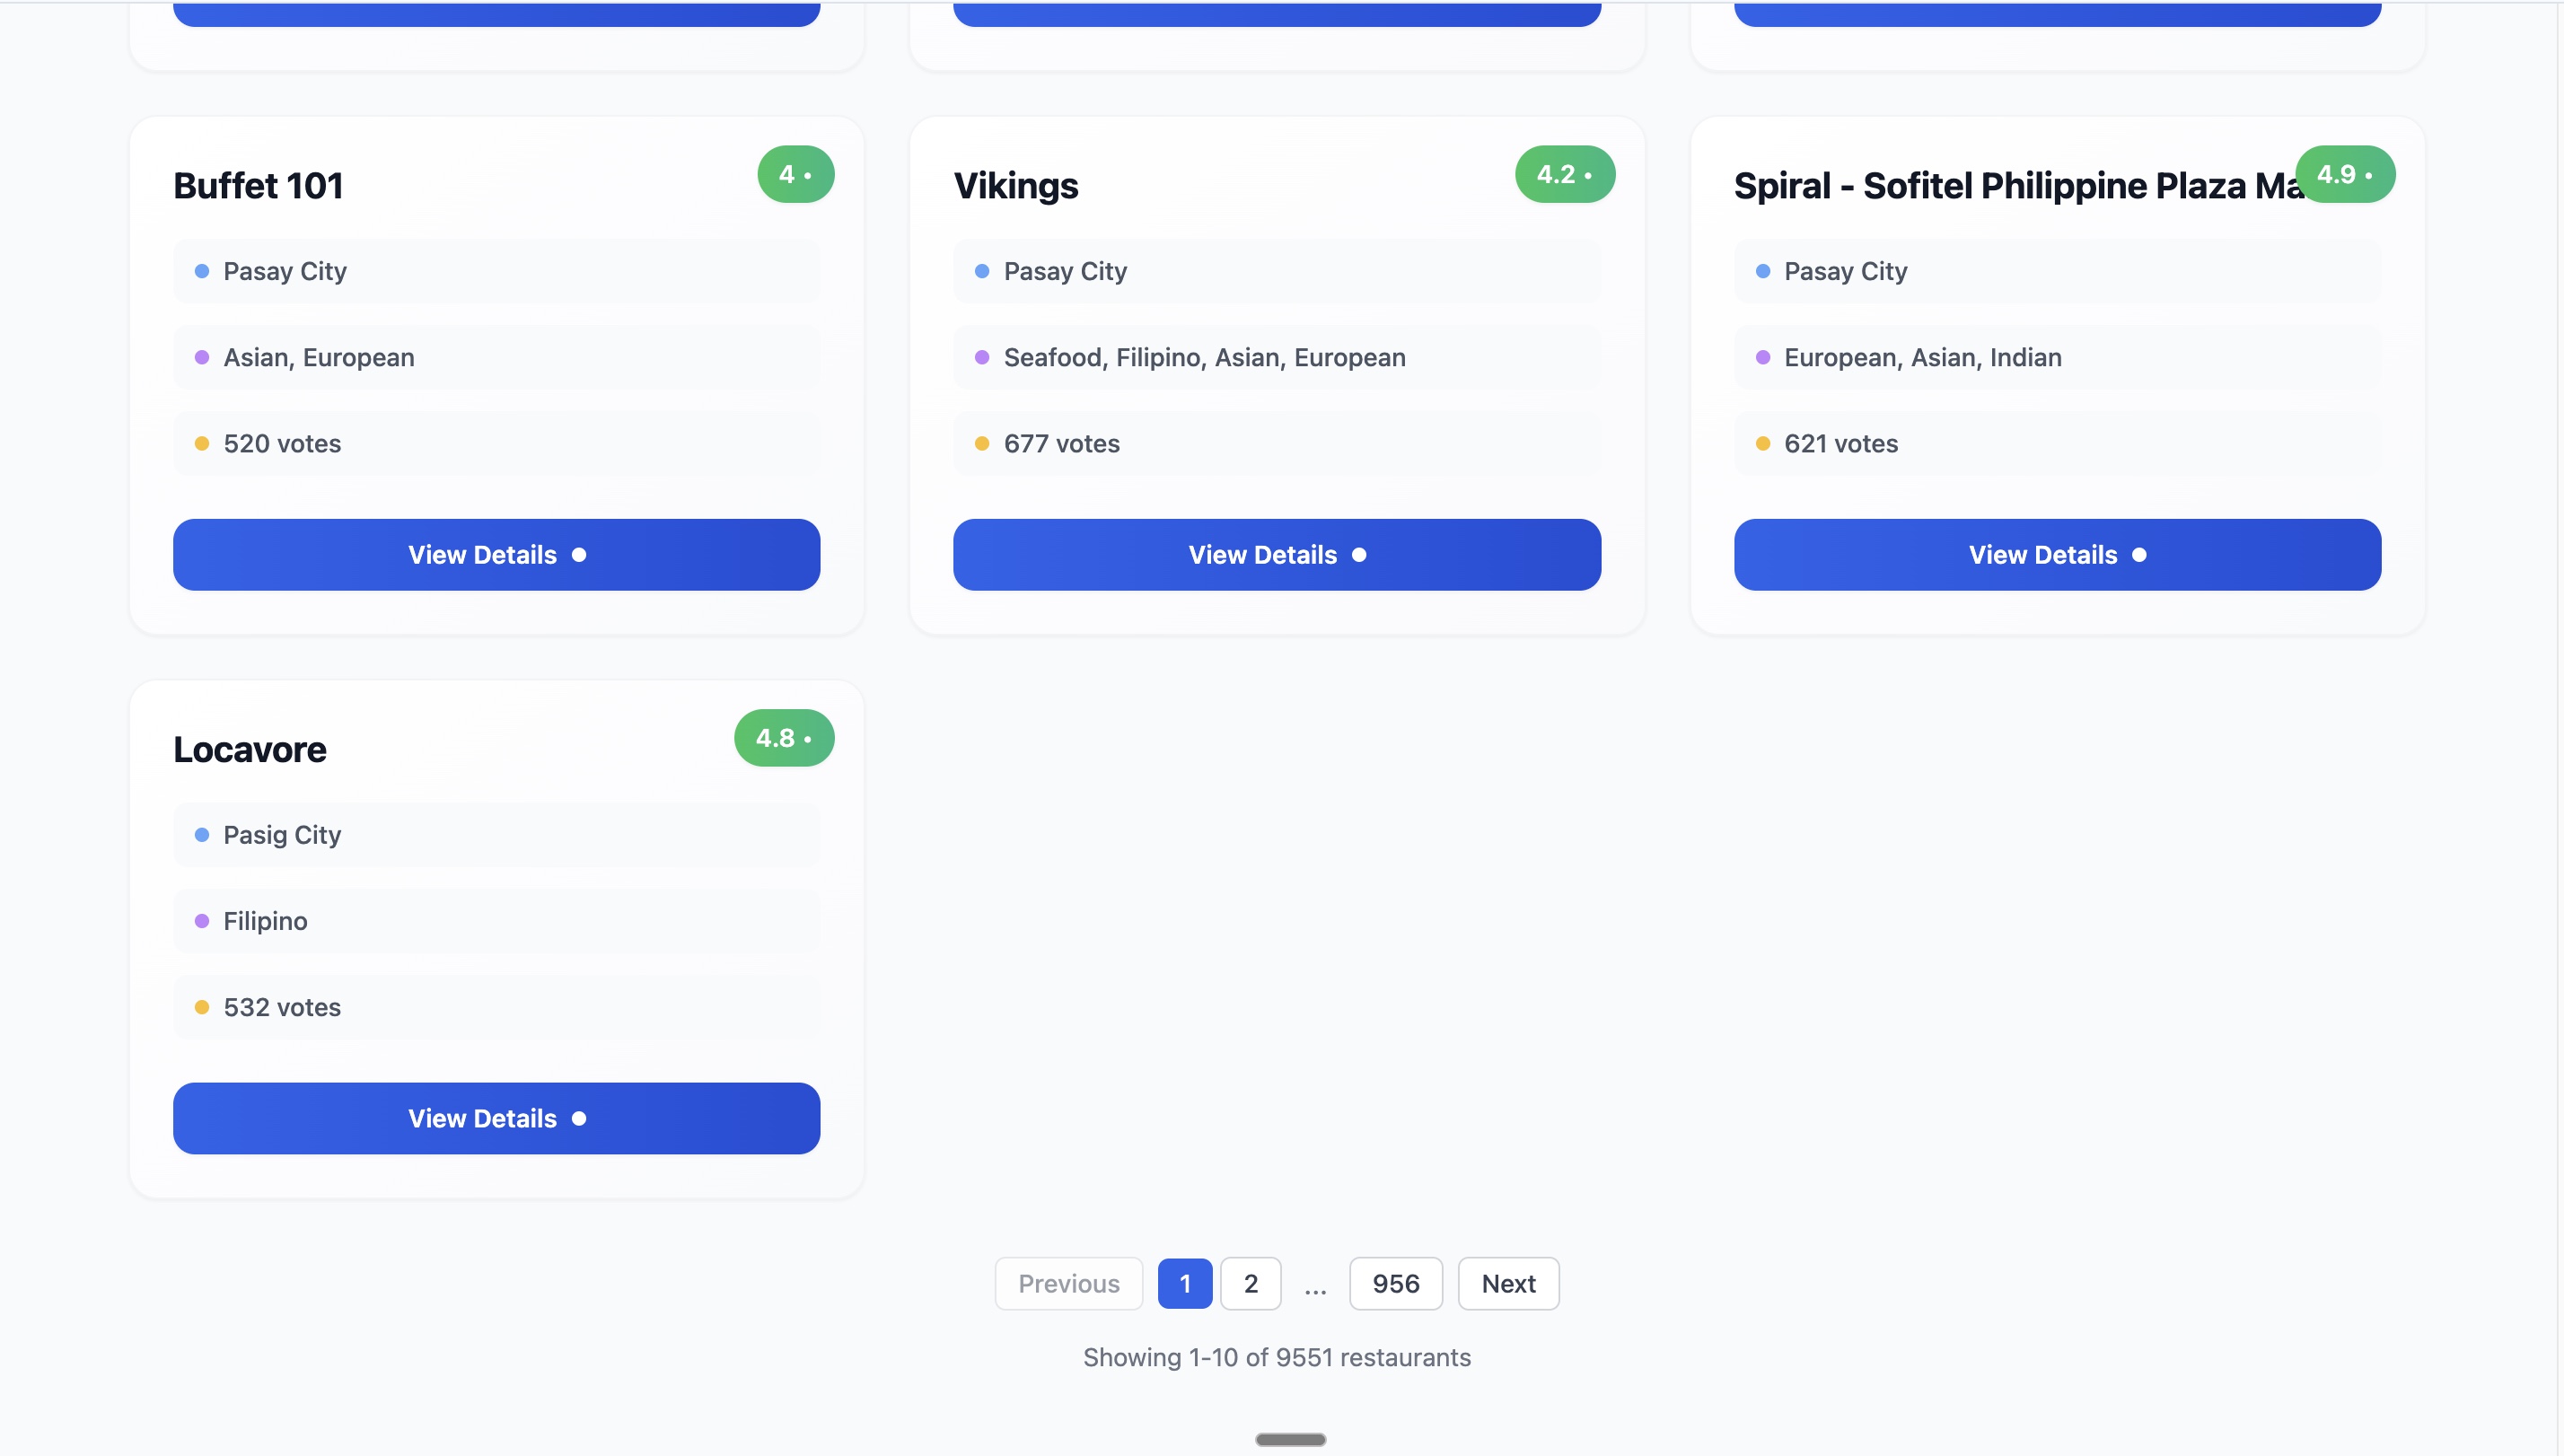 Buffet 101
4 •
Pasay City
Asian, European
520 votes
View Details
Vikings
4.2 •
Pasay City
Seafood, Filipino, Asian, European
677 votes
View Details
Spiral - Sofitel Philippine Plaza Ma
4.9 •
Pasay City
European, Asian, Indian
621 votes
View Details
Locavore
4.8 •
Pasig City
Filipino
532 votes
View Details
Previous 1 2 ... 956 Next
Showing 1-10 of 9551 restaurants